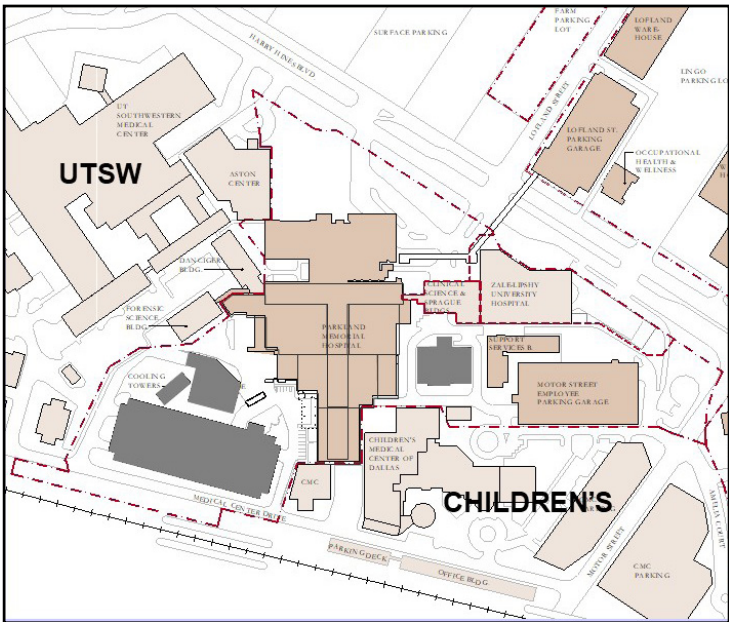 FARM
PARKING
LOT
LOFLAND
WARE-
HOUSE
SURFACE PARKING
HARRY HINES BLVD
LINGO
PARKING LO
LOFLAND STREET
UT
SOUTHWESTERN
MEDICAL
CENTER
LOFLAND ST.
PARKING
GARAGE
UTSW
ASTON
CENTER
OCCUPATIONAL
HEALTH &
WELLNESS
W
H
DANCIGER
BLDG.
CLINICAL
SCIENCE &
SPRAGUE
BLDGS
ZALE-LIPSHY
UNIVERSITY
HOSPITAL
FORENSIC
SCIENCE
BLDG.
PARKLAND
MEMORIAL
HOSPITAL
SUPPORT
SERVICES B.
COOLING
TOWERS
E
MOTOR STREET
EMPLOYEE
PARKING GARAGE
CHILDREN'S
MEDICAL
CENTER OF
DALLAS
CMC
CHILDREN'S
MEDICAL CENTER DRIVE
AMELIA COURT
MOTOR STREET
PARKING DECK
OFFICE BLDG
CMC
PARKING